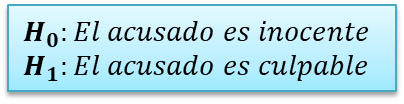 H₀: El acusado es inocente
H₁: El acusado es culpable